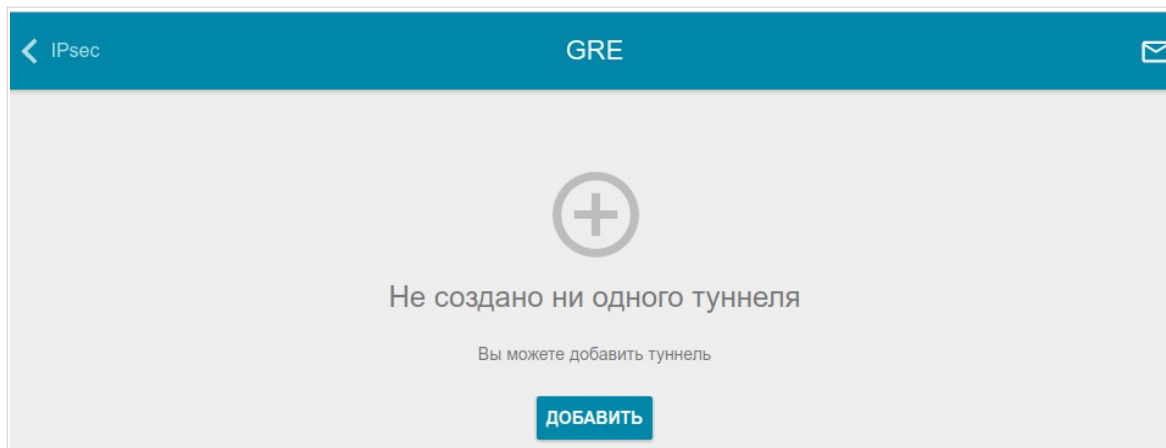 IPsec
GRE
Не создано ни одного туннеля
Вы можете добавить туннель
ДОБАВИТЬ